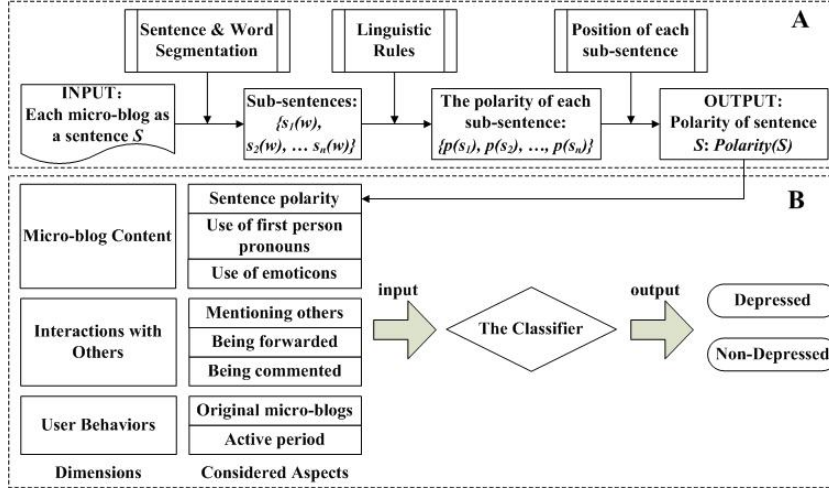 A
Sentence & Word
Segmentation
Linguistic
Rules
Position of each
sub-sentence
INPUT:
Each micro-blog as
a sentence S
Sub-sentences:
{s1(w),
s2(w), … sn(w)}
The polarity of each
sub-sentence:
{p(s1), p(s2), …, p(sn)}
OUTPUT:
Polarity of sentence
S: Polarity(S)
B
Micro-blog Content
Sentence polarity
Use of first person
pronouns
Use of emoticons
Interactions with
Others
Mentioning others
Being forwarded
Being commented
User Behaviors
Original micro-blogs
Active period
Dimensions
Considered Aspects
input
The Classifier
output
Depressed
Non-Depressed